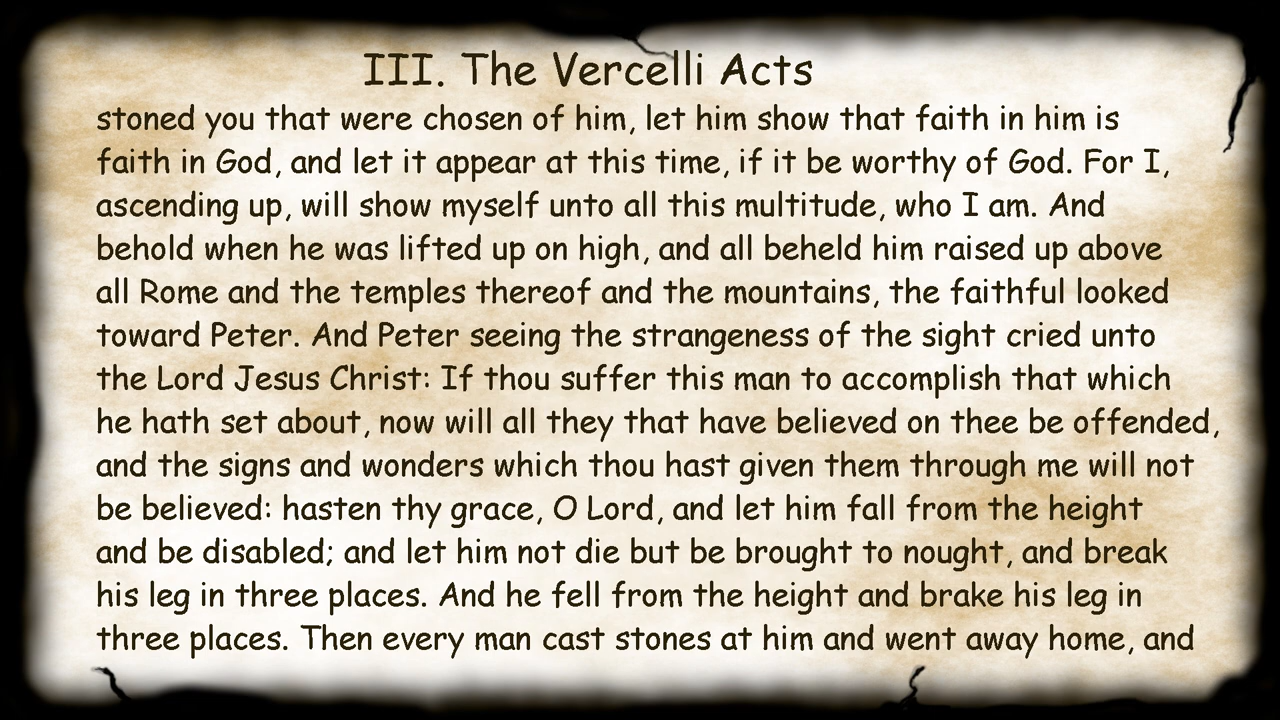 III. The Vercelli Acts
stoned you that were chosen of him, let him show that faith in him is
faith in God, and let it appear at this time, if it be worthy of God. For I,
ascending up, will show myself unto all this multitude, who I am. And
behold when he was lifted up on high, and all beheld him raised up above
all Rome and the temples thereof and the mountains, the faithful looked
toward Peter. And Peter seeing the strangeness of the sight cried unto
the Lord Jesus Christ: If thou suffer this man to accomplish that which
he hath set about, now will all they that have believed on thee be offended,
and the signs and wonders which thou hast given them through me will not
be believed: hasten thy grace, O Lord, and let him fall from the height
and be disabled; and let him not die but be brought to nought, and break
his leg in three places. And he fell from the height and brake his leg in
three places. Then every man cast stones at him and went away home, and